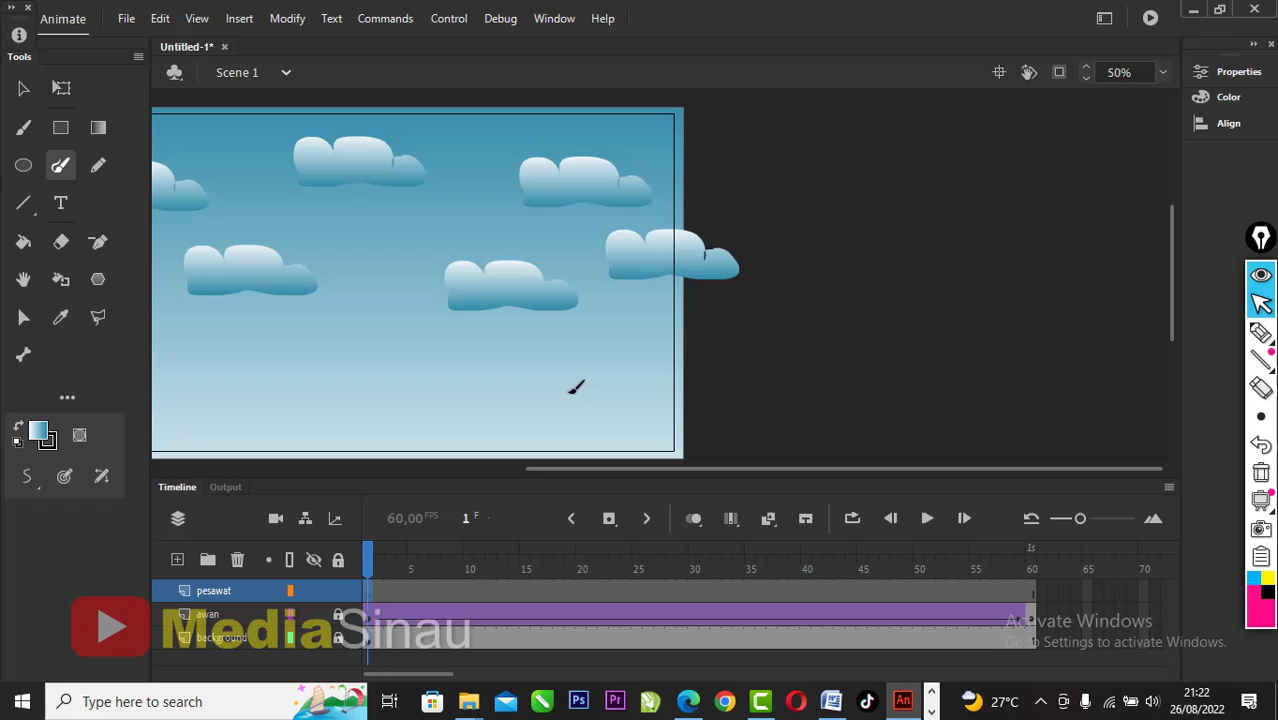 Animate File Edit View Insert Modify Text Commands Control Debug Window Help
Tools Untitled-1*
Scene 1 50% Properties
Color
Align
T
Timeline Output
60,00 FPS 1 F
1s
5 10 15 20 25 30 35 40 45 50 55 60 65 70
pesawat
awan
background
MediaSinau
Activate Windows
Go to Settings to activate Windows.
Type here to search Ps Pr W An 27°C 21:22
26/08/2022